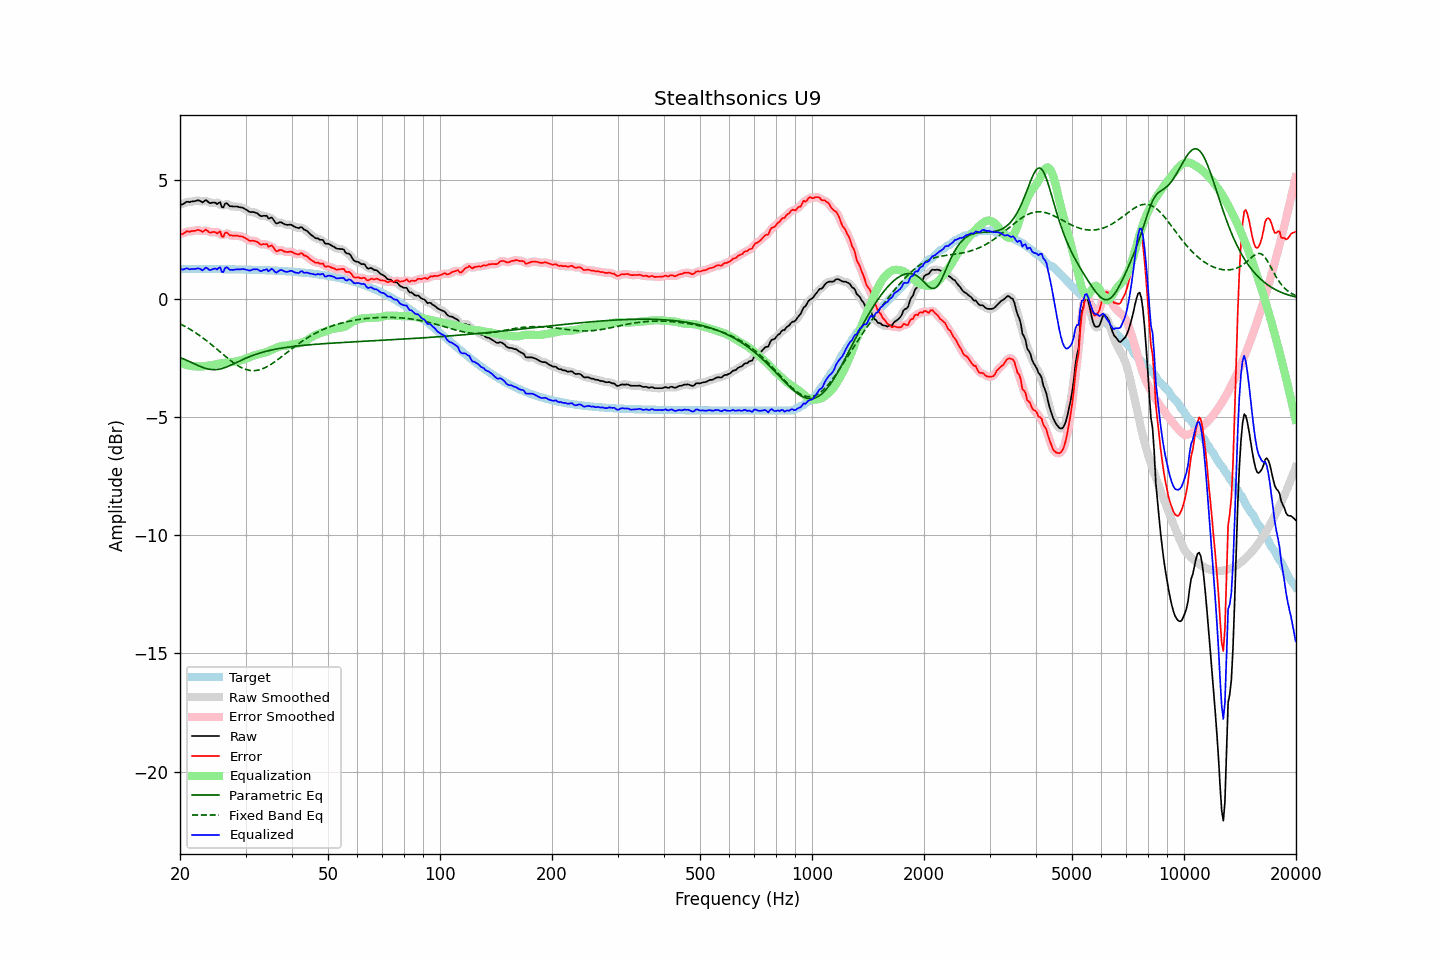 Stealthsonics U9
5
0
−5
−10
−15
−20
Amplitude (dBr)
Target
Raw Smoothed
Error Smoothed
Raw
Error
Equalization
Parametric Eq
Fixed Band Eq
Equalized
20 50 100 200 500 1000 2000 5000 10000 20000
Frequency (Hz)